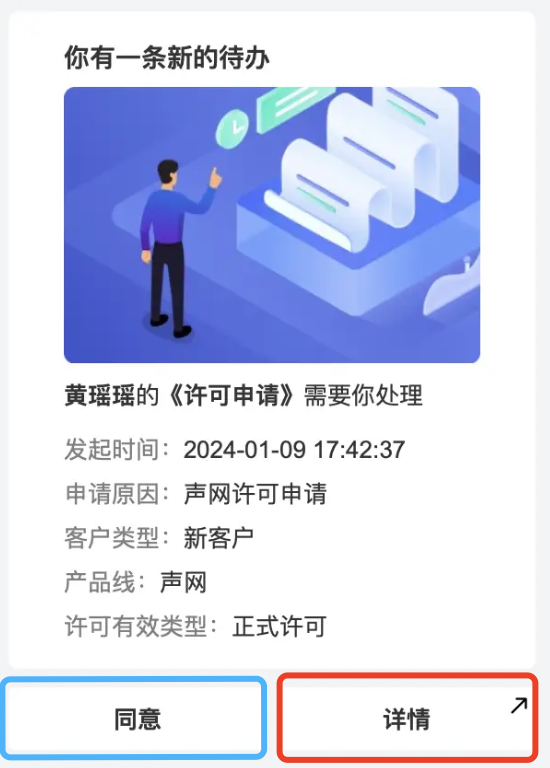 你有一条新的待办
黄瑶瑶的《许可申请》需要你处理
发起时间：2024-01-09 17:42:37
申请原因：声网许可申请
客户类型：新客户
产品线：声网
许可有效类型：正式许可
同意
详情